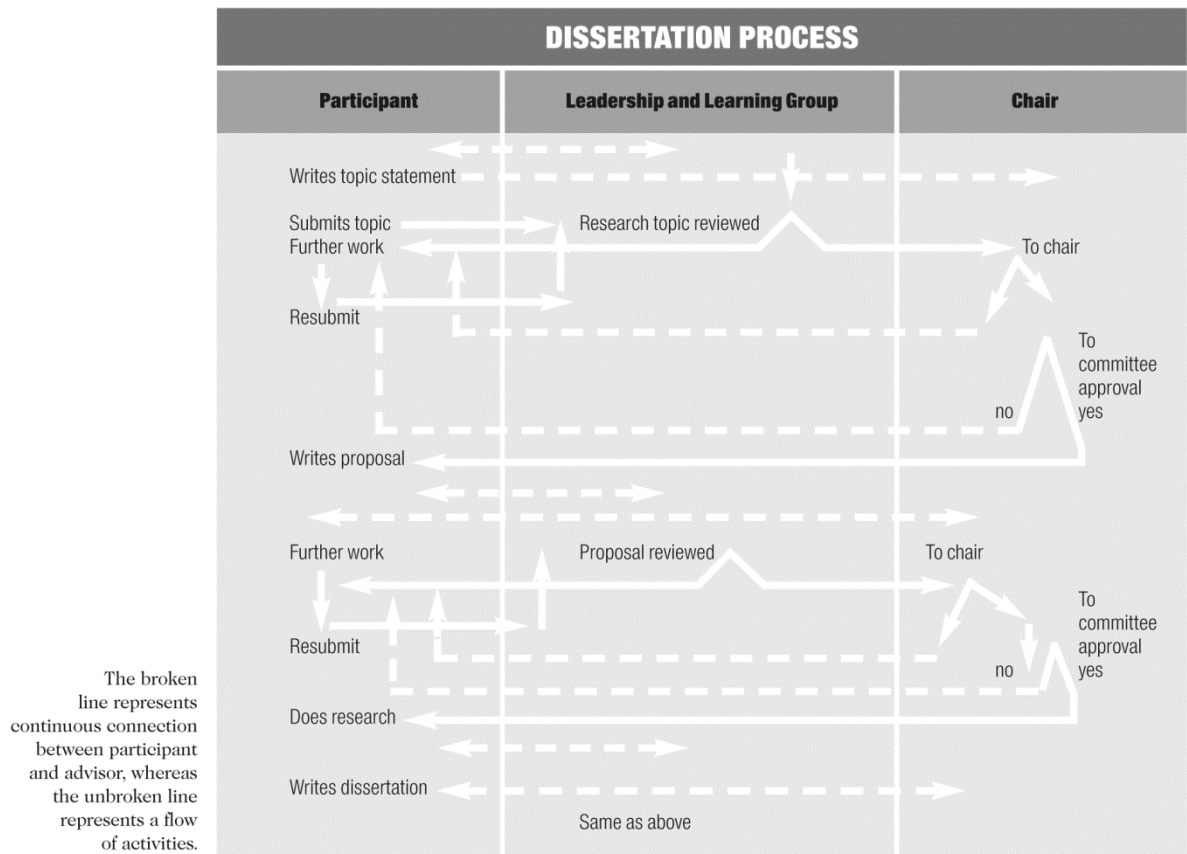 DISSERTATION PROCESS
Participant
Leadership and Learning Group
Chair
Writes topic statement
Submits topic
Research topic reviewed
Further work
To chair
Resubmit
To
committee
approval
no
yes
Writes proposal
Further work
Proposal reviewed
To chair
To
committee
approval
Resubmit
no
yes
Does research
Writes dissertation
Same as above
The broken
line represents
continuous connection
between participant
and advisor, whereas
the unbroken line
represents a flow
of activities.